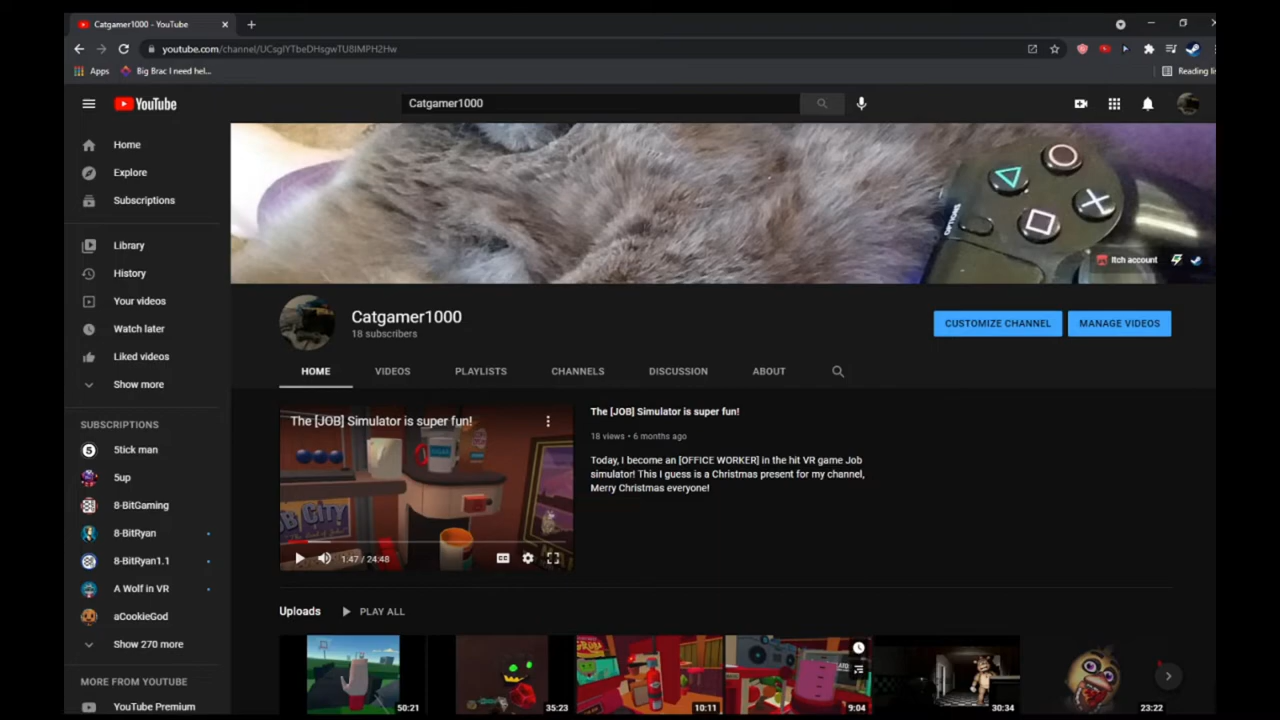 Catgamer1000 - YouTube
youtube.com/channel/UCsgIYTbeDHsgwTU8IMPH2Hw
Apps
Big Brac I need hel...
Reading li
YouTube
Catgamer1000
Home
Explore
Subscriptions
Library
History
Your videos
Watch later
Liked videos
Show more
SUBSCRIPTIONS
5tick man
5up
8-BitGaming
8-BitRyan
8-BitRyan1.1
A Wolf in VR
aCookieGod
Show 270 more
MORE FROM YOUTUBE
YouTube Premium
OPTIONS
Itch account
Catgamer1000
18 subscribers
CUSTOMIZE CHANNEL
MANAGE VIDEOS
HOME
VIDEOS
PLAYLISTS
CHANNELS
DISCUSSION
ABOUT
The [JOB] Simulator is super fun!
OB CITY
1:47 / 24:48
The [JOB] Simulator is super fun!
18 views • 6 months ago
Today, I become an [OFFICE WORKER] in the hit VR game Job
simulator! This I guess is a Christmas present for my channel,
Merry Christmas everyone!
Uploads
PLAY ALL
50:21
35:23
10:11
9:04
30:34
23:22